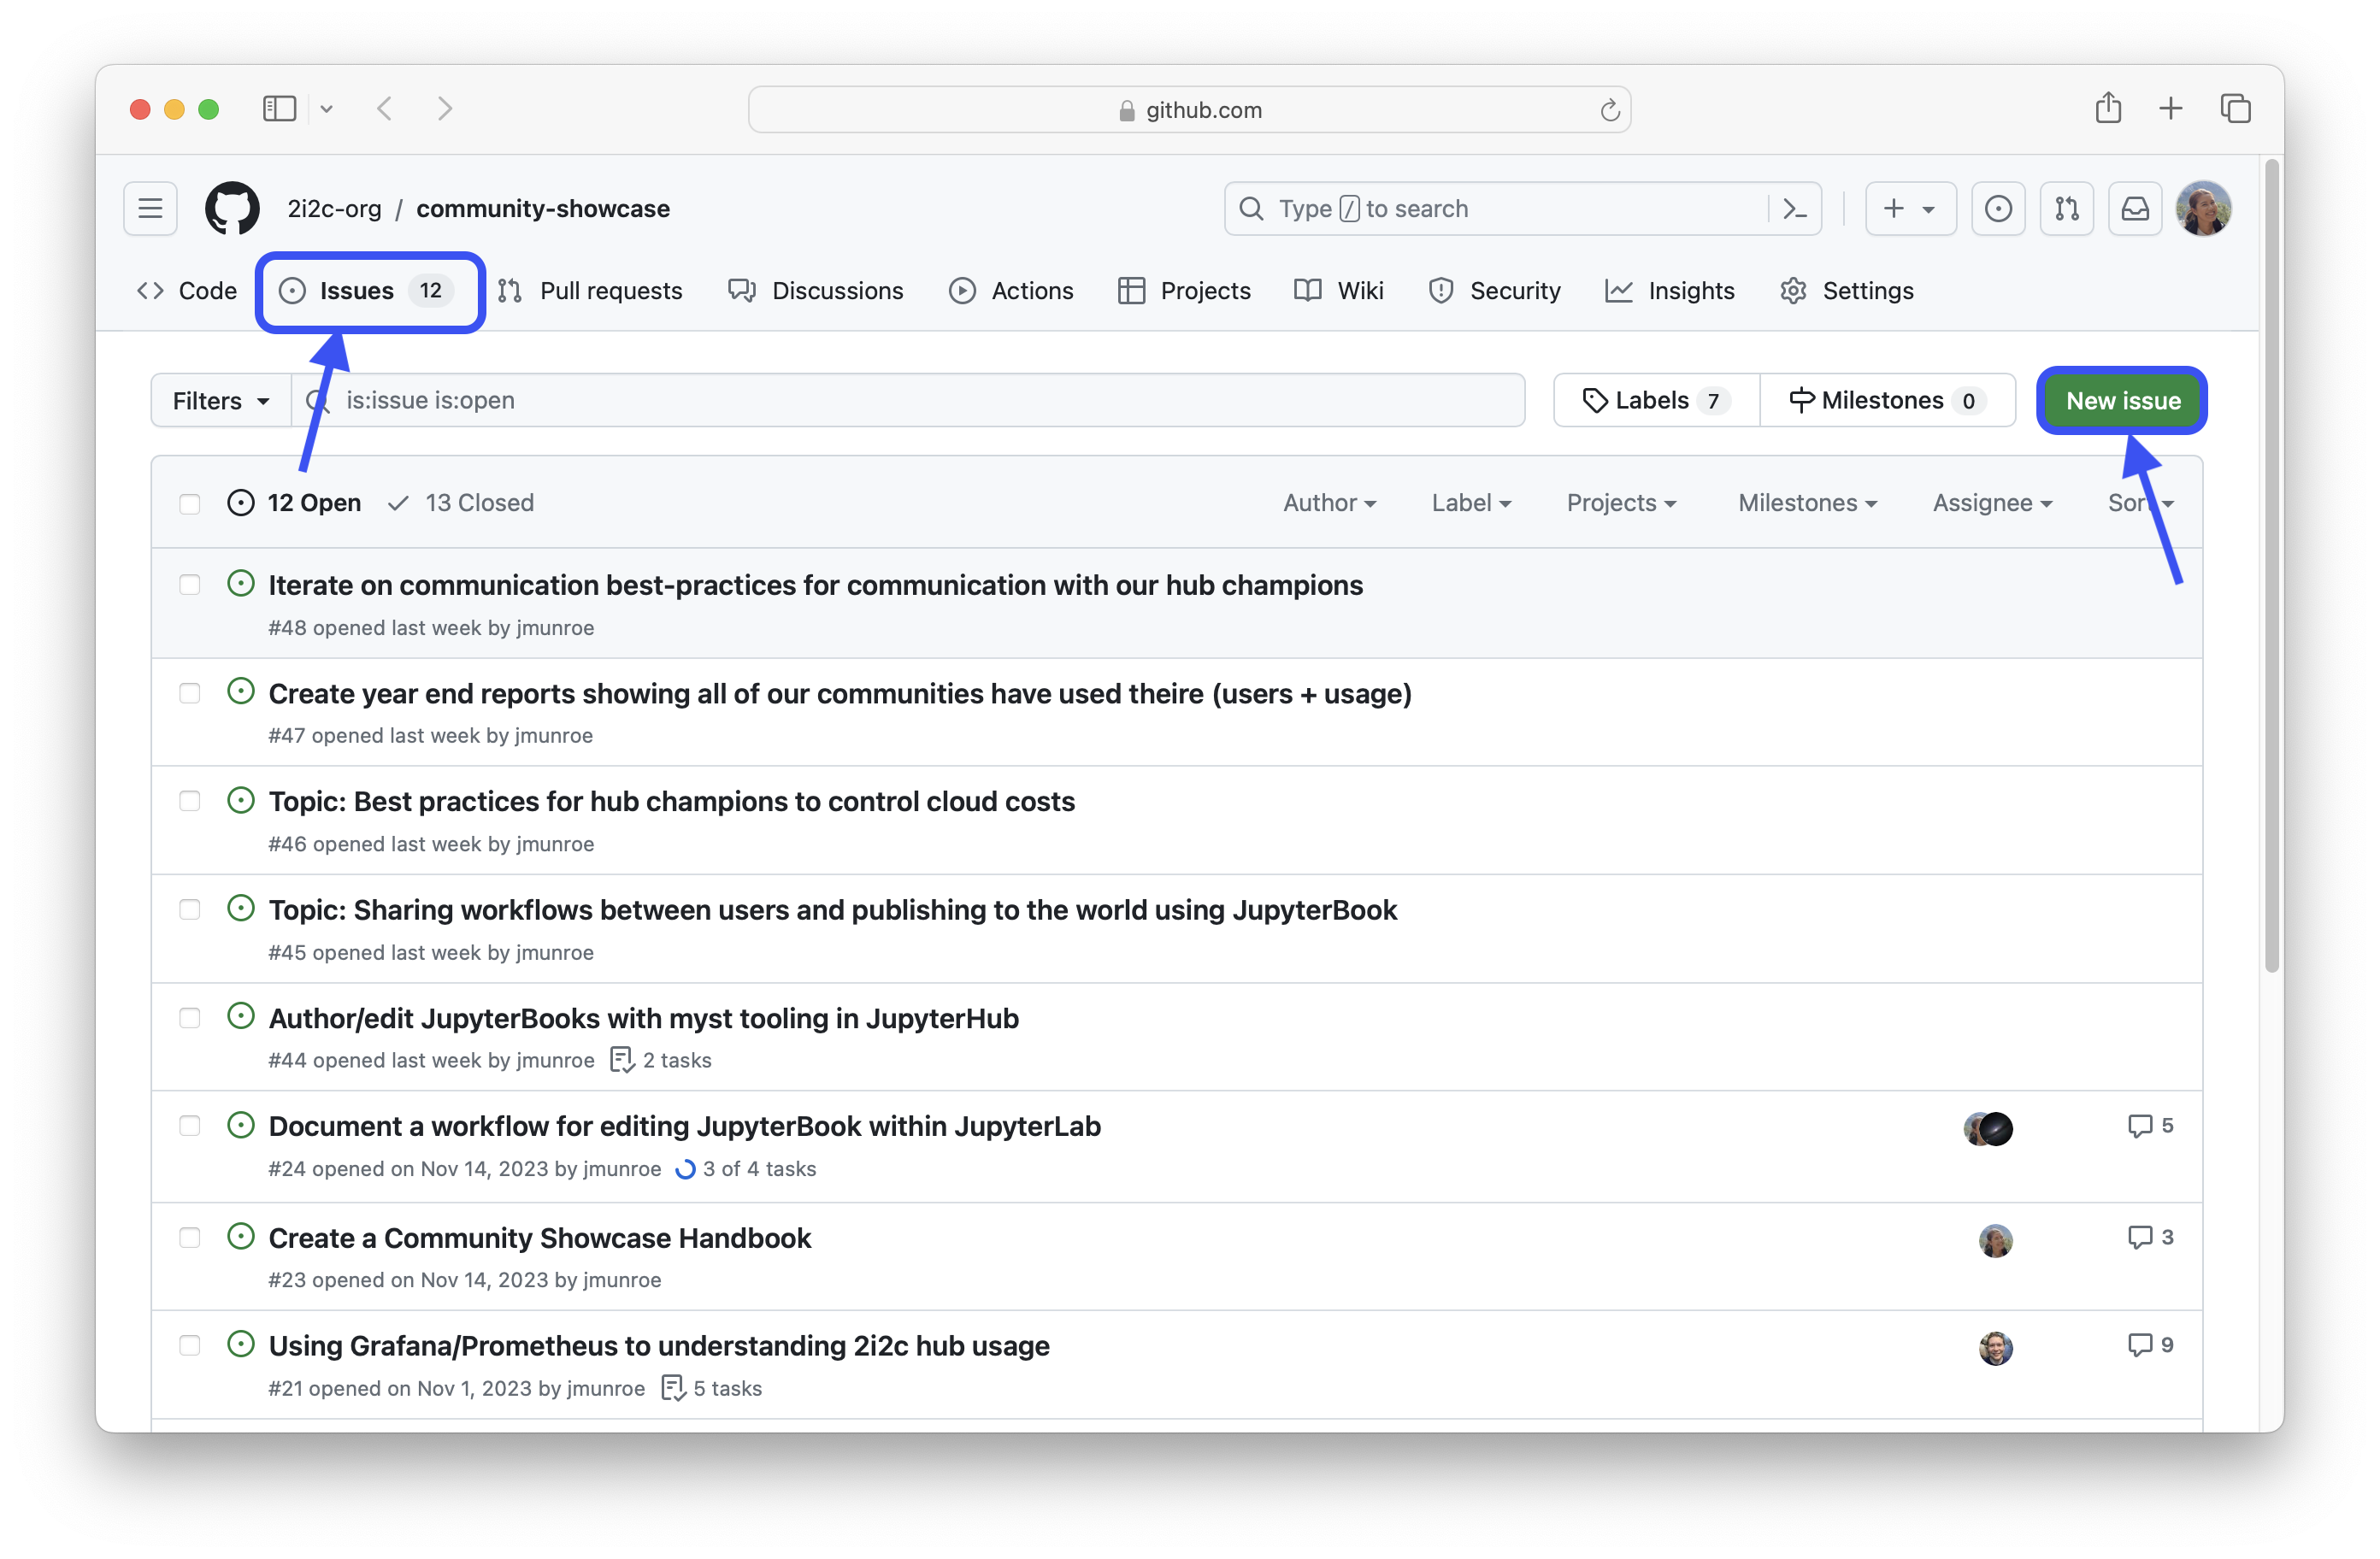 github.com
2i2c-org / community-showcase
Type / to search
Code Issues 12 Pull requests Discussions Actions Projects Wiki Security Insights Settings
Filters is:issue is:open Labels 7 Milestones 0 New issue
12 Open 13 Closed Author Label Projects Milestones Assignee Sort
Iterate on communication best-practices for communication with our hub champions
#48 opened last week by jmunroe
Create year end reports showing all of our communities have used theire (users + usage)
#47 opened last week by jmunroe
Topic: Best practices for hub champions to control cloud costs
#46 opened last week by jmunroe
Topic: Sharing workflows between users and publishing to the world using JupyterBook
#45 opened last week by jmunroe
Author/edit JupyterBooks with myst tooling in JupyterHub
#44 opened last week by jmunroe 2 tasks
Document a workflow for editing JupyterBook within JupyterLab 5
#24 opened on Nov 14, 2023 by jmunroe 3 of 4 tasks
Create a Community Showcase Handbook 3
#23 opened on Nov 14, 2023 by jmunroe
Using Grafana/Prometheus to understanding 2i2c hub usage 9
#21 opened on Nov 1, 2023 by jmunroe 5 tasks